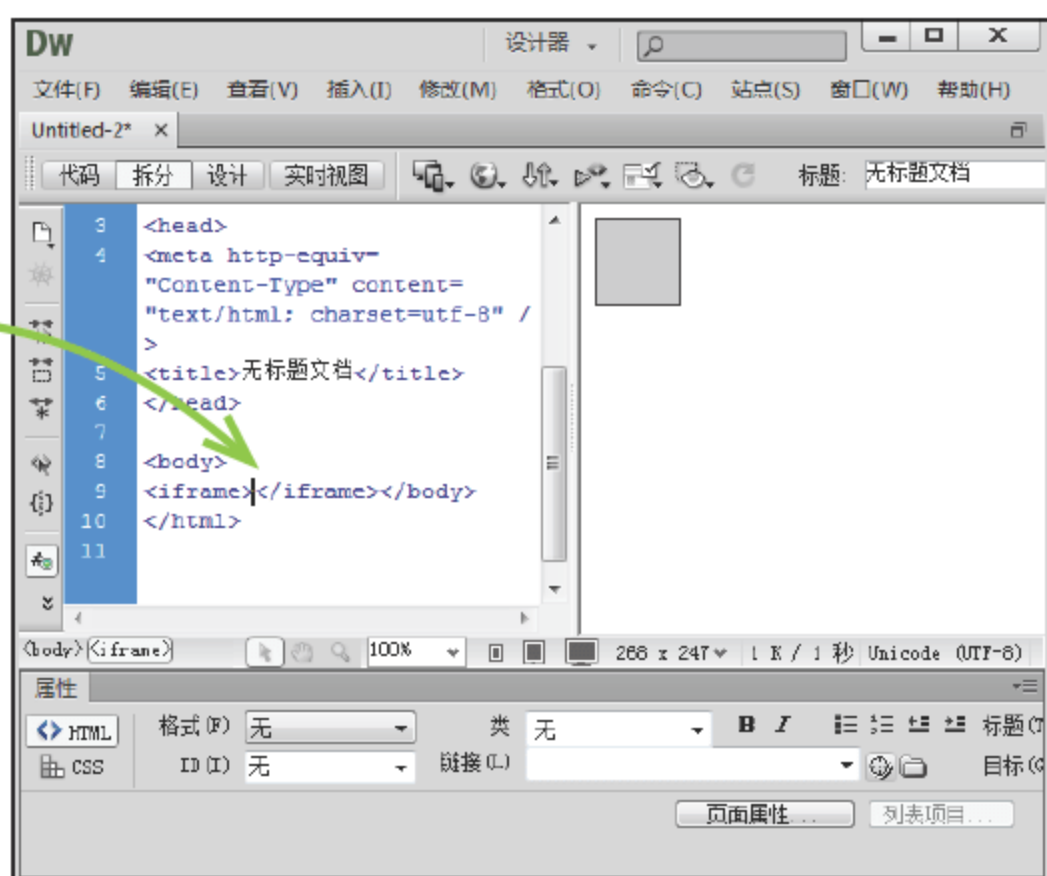 Dw 设计器
文件(F) 编辑(E) 查看(V) 插入(I) 修改(M) 格式(O) 命令(C) 站点(S) 窗口(W) 帮助(H)
Untitled-2* ×
代码 拆分 设计 实时视图 标题: 无标题文档
3 <head>
4 <meta http-equiv=
"Content-Type" content=
"text/html; charset=utf-8" /
>
5 <title>无标题文档</title>
6 </head>
7
8 <body>
9 <iframe></iframe></body>
10 </html>
11
<body><iframe> 100% 268 x 247 1 K / 1 秒 Unicode (UTF-8)
属性
<> HTML 格式(F) 无 类 无 B I 标题(T
CSS ID(I) 无 链接(L) 目标(G
页面属性... 列表项目...